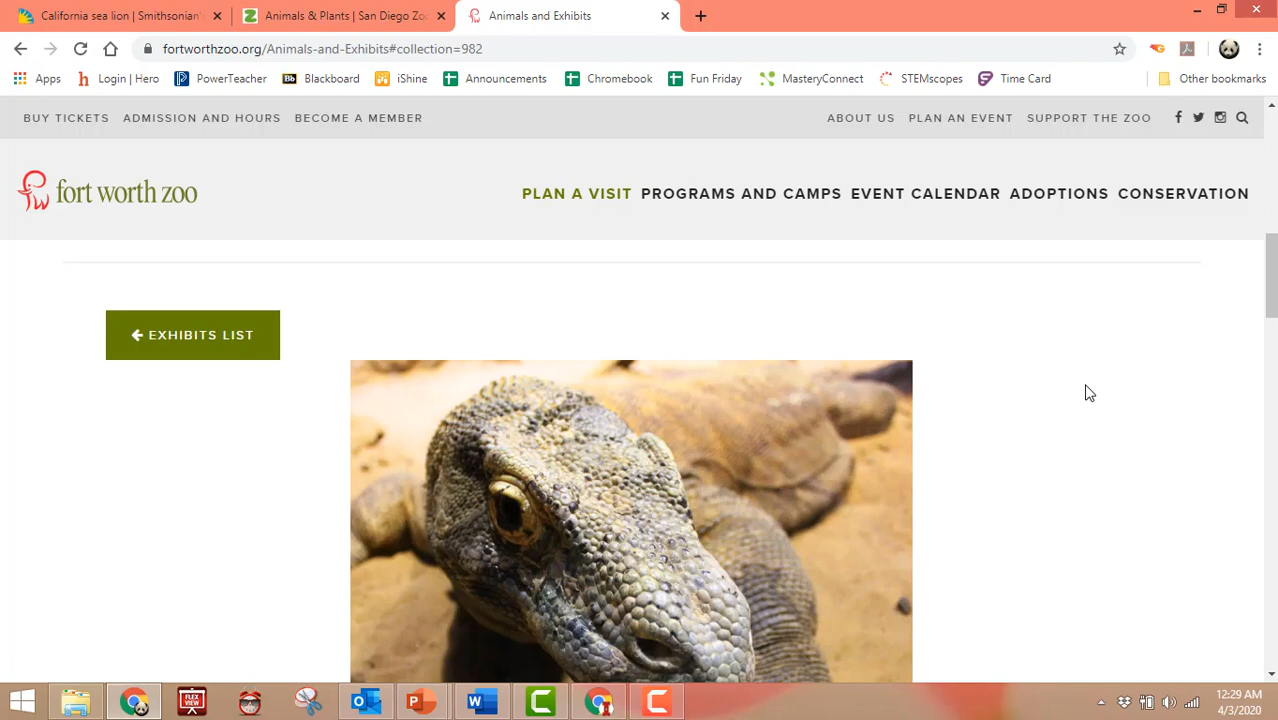 California sea lion | Smithsonian's
Animals & Plants | San Diego Zoo
Animals and Exhibits
fortworthzoo.org/Animals-and-Exhibits#collection=982
Apps
Login | Hero
PowerTeacher
Blackboard
iShine
Announcements
Chromebook
Fun Friday
MasteryConnect
STEMscopes
Time Card
Other bookmarks
BUY TICKETS ADMISSION AND HOURS BECOME A MEMBER ABOUT US PLAN AN EVENT SUPPORT THE ZOO
fort worth zoo
PLAN A VISIT PROGRAMS AND CAMPS EVENT CALENDAR ADOPTIONS CONSERVATION
EXHIBITS LIST
12:29 AM
4/3/2020